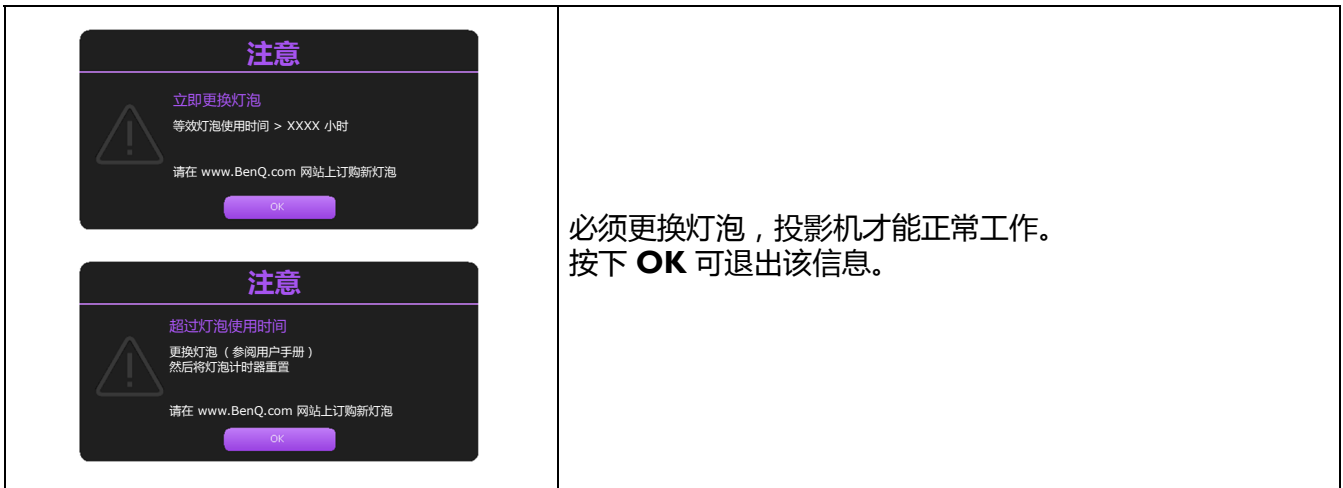 注意
立即更换灯泡
等效灯泡使用时间 > XXXX 小时
请在 www.BenQ.com 网站上订购新灯泡
OK
注意
超过灯泡使用时间
更换灯泡（参阅用户手册）
然后将灯泡计时器重置
请在 www.BenQ.com 网站上订购新灯泡
OK
必须更换灯泡，投影机才能正常工作。
按下 OK 可退出该信息。